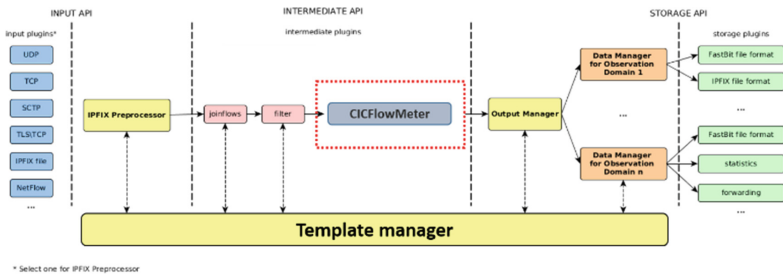 INPUT API
INTERMEDIATE API
STORAGE API
input plugins*
intermediate plugins
storage plugins
UDP
TCP
SCTP
TLS\TCP
IPFIX file
NetFlow
...
IPFIX Preprocessor
joinflows
filter
CICFlowMeter
Output Manager
Data Manager
for Observation
Domain 1
...
Data Manager
for Observation
Domain n
FastBit file format
IPFIX file format
...
FastBit file format
statistics
forwarding
...
Template manager
* Select one for IPFIX Preprocessor